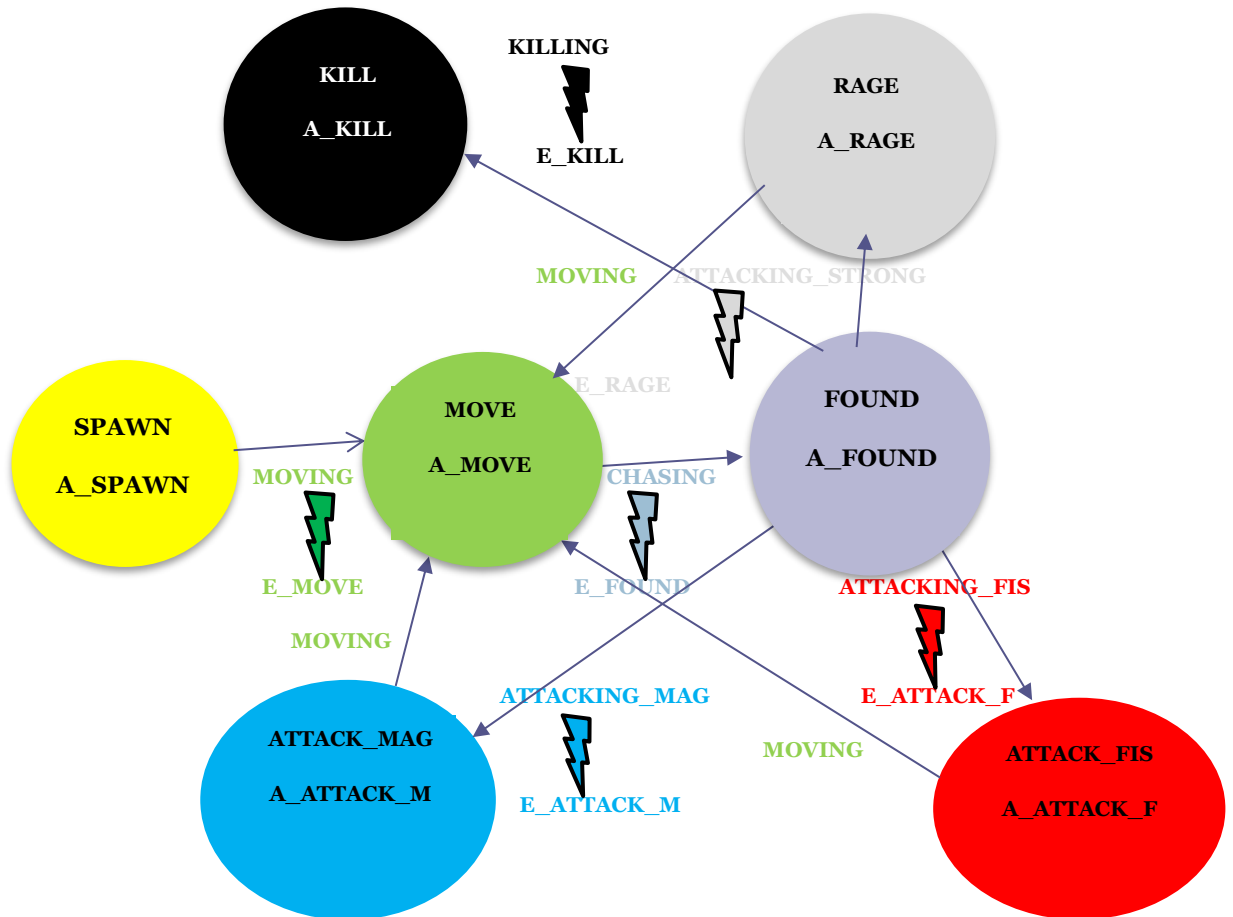 KILL
A_KILL
KILLING
E_KILL
RAGE
A_RAGE
MOVING
ATTACKING_STRONG
E_RAGE
SPAWN
A_SPAWN
MOVING
E_MOVE
MOVE
A_MOVE
CHASING
E_FOUND
FOUND
A_FOUND
MOVING
ATTACKING_FIS
E_ATTACK_F
ATTACKING_MAG
E_ATTACK_M
MOVING
ATTACK_MAG
A_ATTACK_M
ATTACK_FIS
A_ATTACK_F